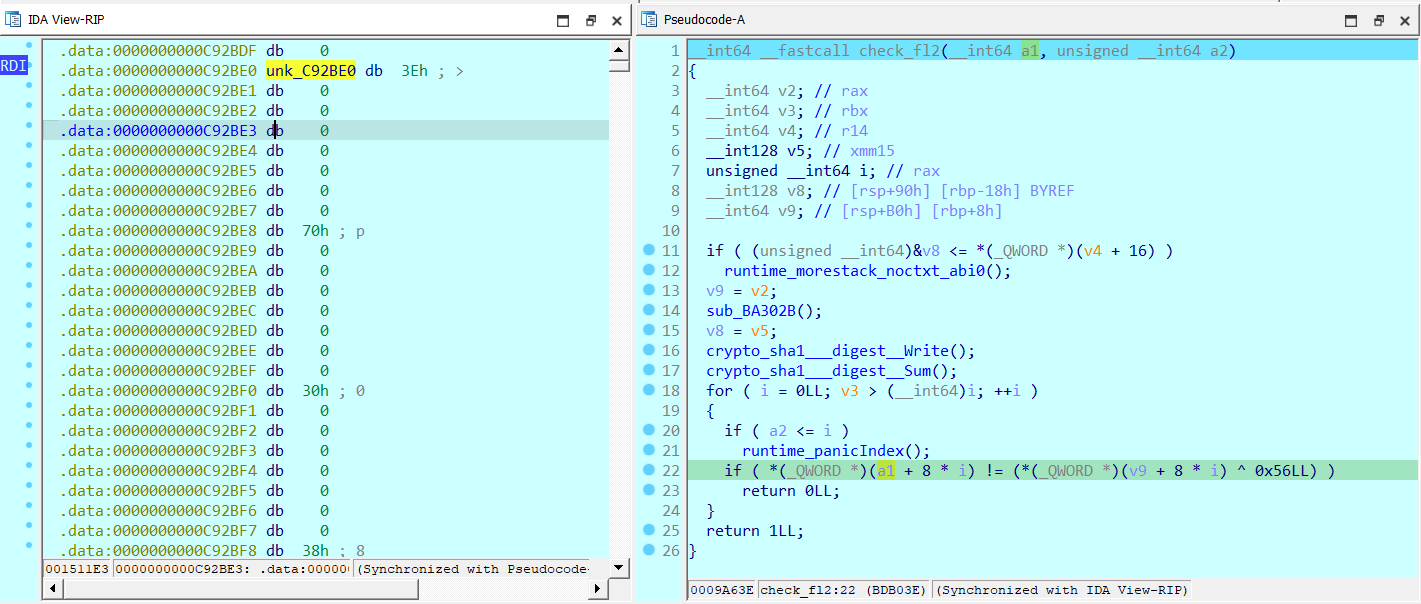 IDA View-RIP
RDI
.data:0000000000C92BDF db 0
.data:0000000000C92BE0 unk_C92BE0 db 3Eh ; >
.data:0000000000C92BE1 db 0
.data:0000000000C92BE2 db 0
.data:0000000000C92BE3 db 0
.data:0000000000C92BE4 db 0
.data:0000000000C92BE5 db 0
.data:0000000000C92BE6 db 0
.data:0000000000C92BE7 db 0
.data:0000000000C92BE8 db 70h ; p
.data:0000000000C92BE9 db 0
.data:0000000000C92BEA db 0
.data:0000000000C92BEB db 0
.data:0000000000C92BEC db 0
.data:0000000000C92BED db 0
.data:0000000000C92BEE db 0
.data:0000000000C92BEF db 0
.data:0000000000C92BF0 db 30h ; 0
.data:0000000000C92BF1 db 0
.data:0000000000C92BF2 db 0
.data:0000000000C92BF3 db 0
.data:0000000000C92BF4 db 0
.data:0000000000C92BF5 db 0
.data:0000000000C92BF6 db 0
.data:0000000000C92BF7 db 0
.data:0000000000C92BF8 db 38h ; 8
001511E3 0000000000C92BE3: .data:00000 (Synchronized with Pseudocode-
Pseudocode-A
1 __int64 __fastcall check_fl2(__int64 a1, unsigned __int64 a2)
2 {
3 __int64 v2; // rax
4 __int64 v3; // rbx
5 __int64 v4; // r14
6 __int128 v5; // xmm15
7 unsigned __int64 i; // rax
8 __int128 v8; // [rsp+90h] [rbp-18h] BYREF
9 __int64 v9; // [rsp+B0h] [rbp+8h]
10
11 if ( (unsigned __int64)&v8 <= *(_QWORD *)(v4 + 16) )
12 runtime_morestack_noctxt_abi0();
13 v9 = v2;
14 sub_BA302B();
15 v8 = v5;
16 crypto_sha1___digest__Write();
17 crypto_sha1___digest__Sum();
18 for ( i = 0LL; v3 > (__int64)i; ++i )
19 {
20 if ( a2 <= i )
21 runtime_panicIndex();
22 if ( *(_QWORD *)(a1 + 8 * i) != (*(_QWORD *)(v9 + 8 * i) ^ 0x56LL) )
23 return 0LL;
24 }
25 return 1LL;
26 }
0009A63E check_fl2:22 (BDB03E) (Synchronized with IDA View-RIP)